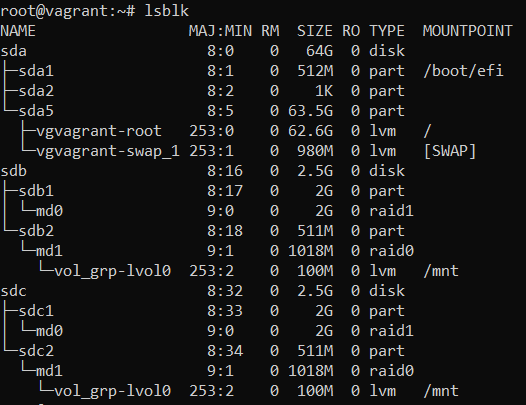 root@vagrant:~# lsblk
NAME MAJ:MIN RM SIZE RO TYPE MOUNTPOINT
sda 8:0 0 64G 0 disk
├─sda1 8:1 0 512M 0 part /boot/efi
├─sda2 8:2 0 1K 0 part
└─sda5 8:5 0 63.5G 0 part
  ├─vgvagrant-root 253:0 0 62.6G 0 lvm /
  └─vgvagrant-swap_1 253:1 0 980M 0 lvm [SWAP]
sdb 8:16 0 2.5G 0 disk
├─sdb1 8:17 0 2G 0 part
│ └─md0 9:0 0 2G 0 raid1
└─sdb2 8:18 0 511M 0 part
  └─md1 9:1 0 1018M 0 raid0
    └─vol_grp-lvol0 253:2 0 100M 0 lvm /mnt
sdc 8:32 0 2.5G 0 disk
├─sdc1 8:33 0 2G 0 part
│ └─md0 9:0 0 2G 0 raid1
└─sdc2 8:34 0 511M 0 part
  └─md1 9:1 0 1018M 0 raid0
    └─vol_grp-lvol0 253:2 0 100M 0 lvm /mnt